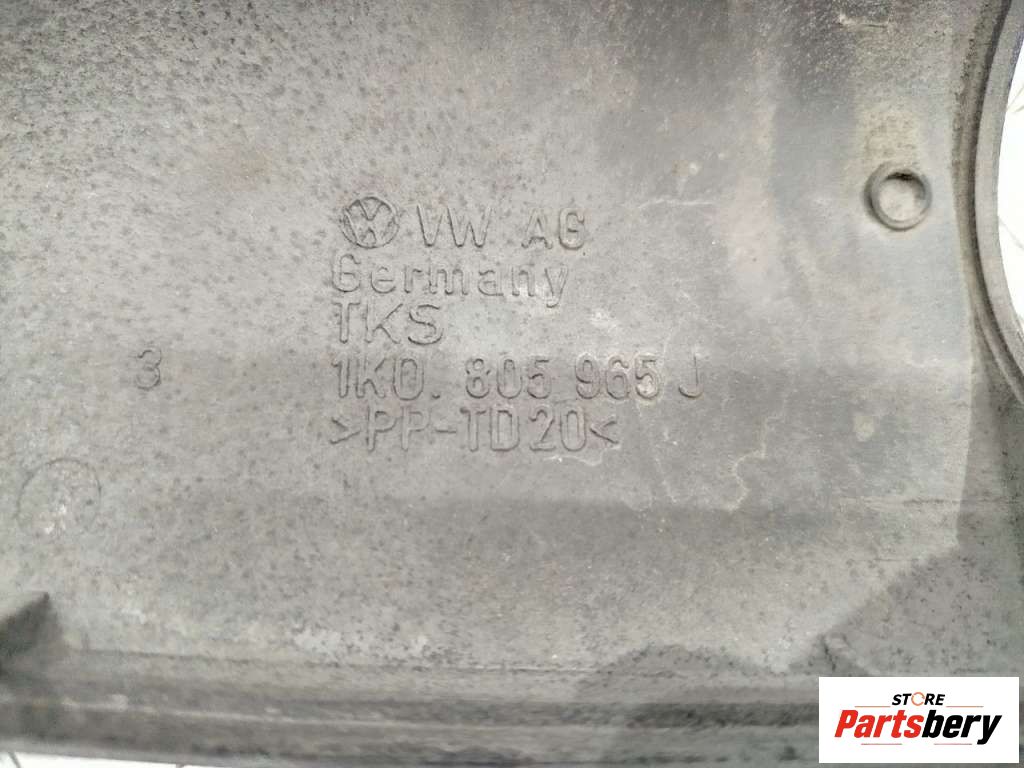 VW AG
Germany
TKS
3
1K0. 805 965 J
>PP-TD20<
STORE
Partsbery